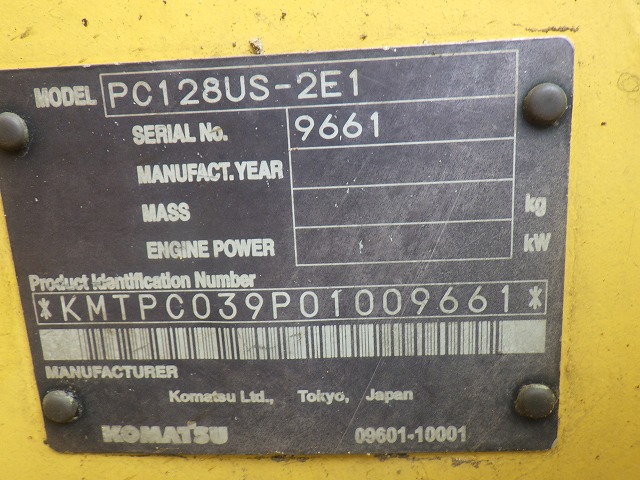 MODEL PC128US-2E1
SERIAL No. 9661
MANUFACT. YEAR
MASS kg
ENGINE POWER kW
Product Identification Number
*KMTPC039P01009661*
MANUFACTURER
Komatsu Ltd., Tokyo, Japan
KOMATSU 09601-10001